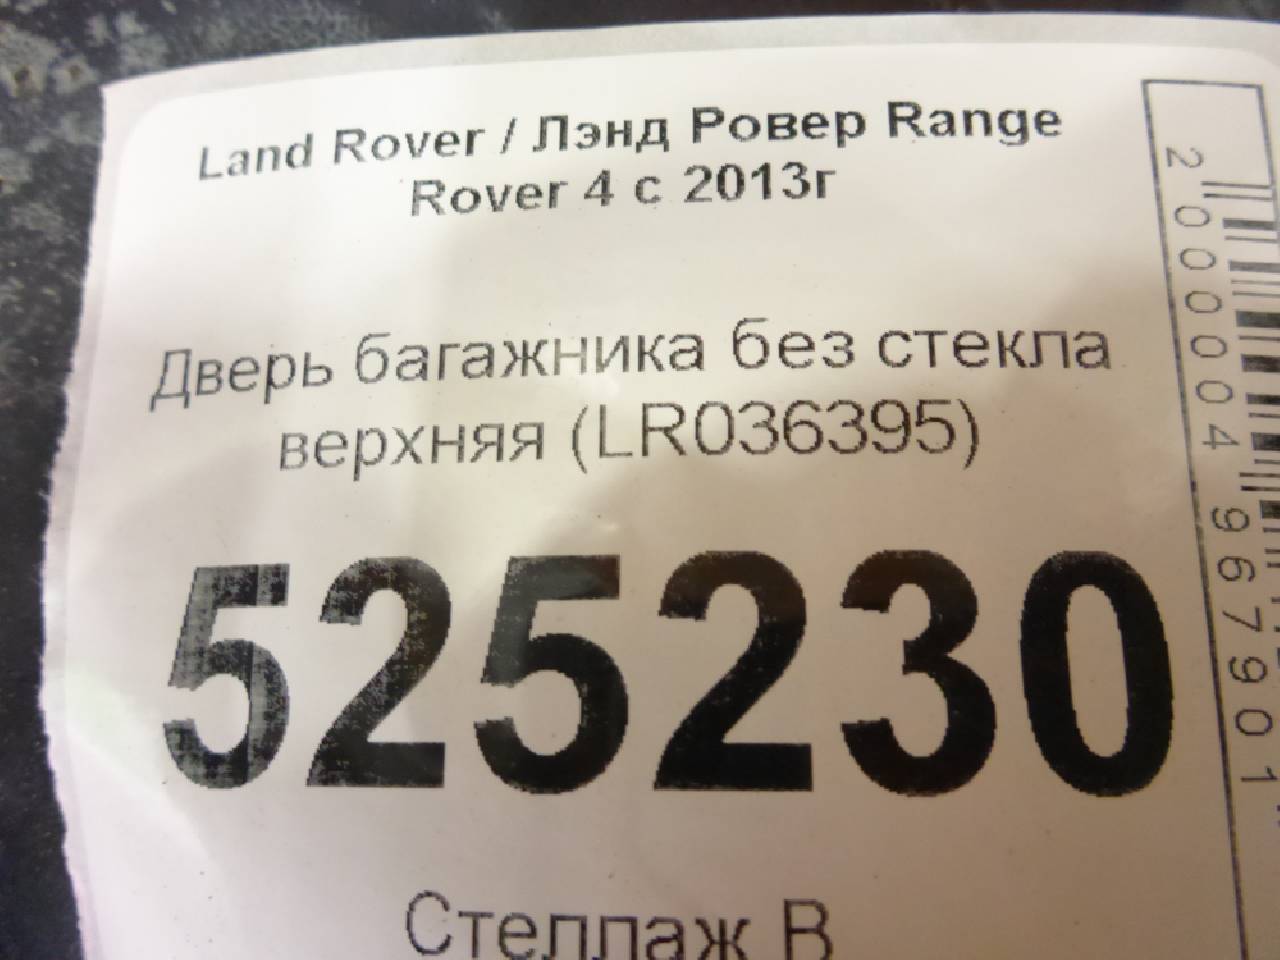 Land Rover / Лэнд Ровер Range
Rover 4 с 2013г
Дверь багажника без стекла
верхняя (LR036395)
525230
Стеллаж В
2000004967901